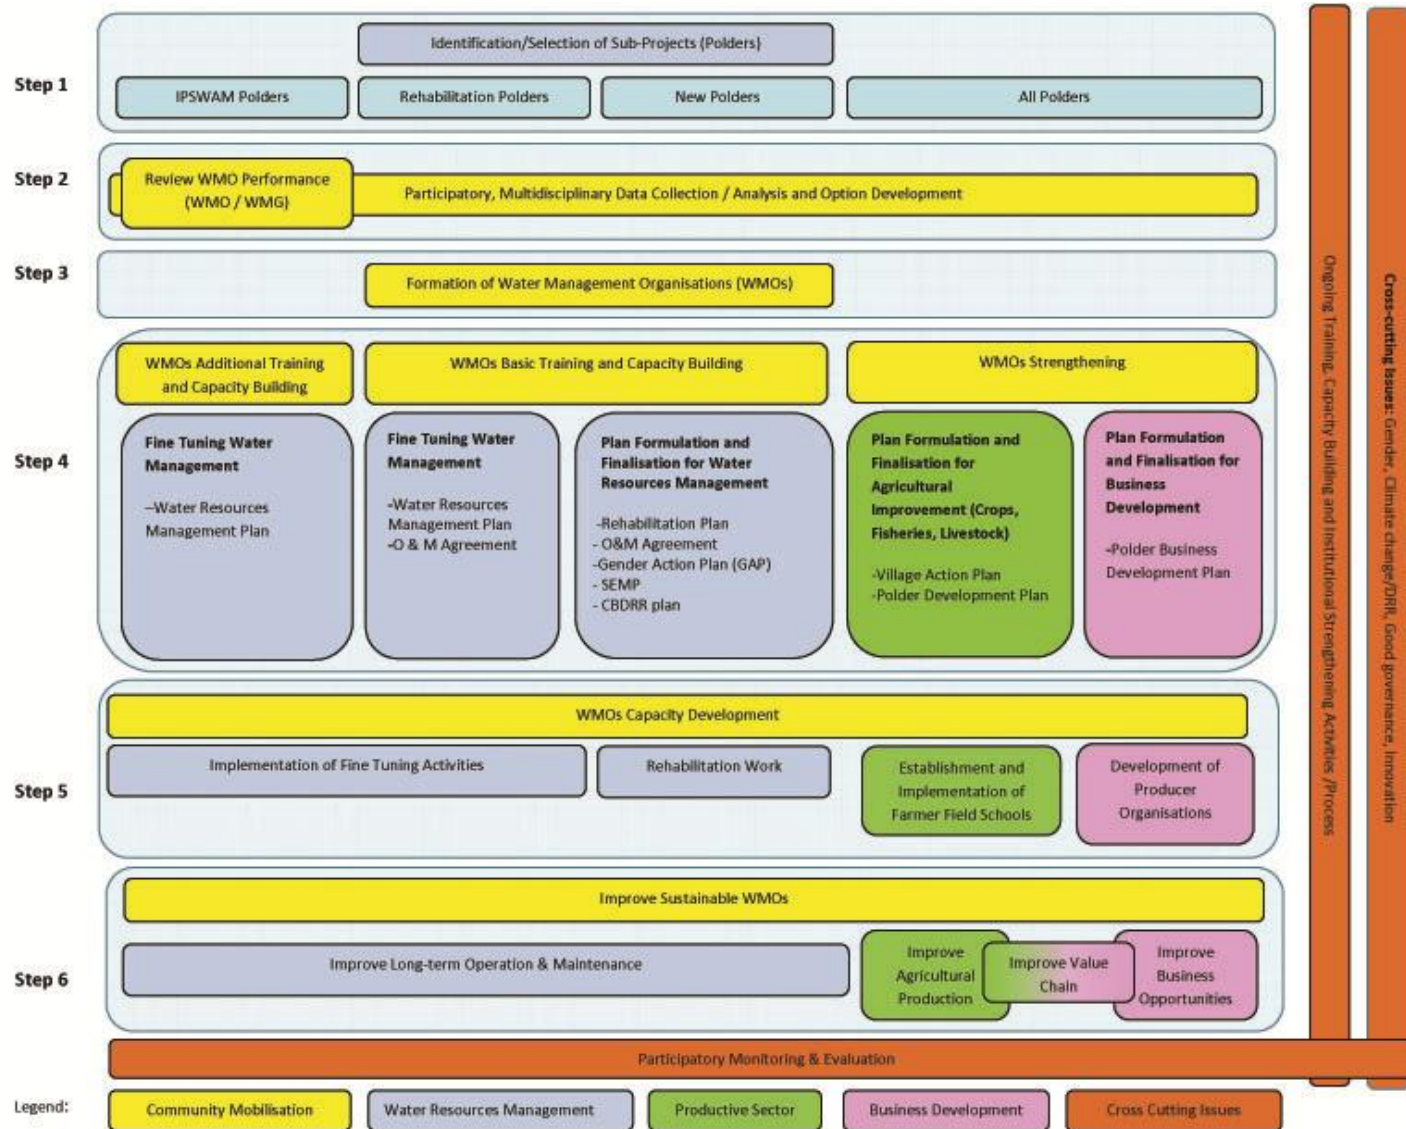 Step 1
Identification/Selection of Sub-Projects (Polders)
IPSWAM Polders
Rehabilitation Polders
New Polders
All Polders
Step 2
Review WMO Performance
(WMO / WMG)
Participatory, Multidisciplinary Data Collection / Analysis and Option Development
Step 3
Formation of Water Management Organisations (WMOs)
Step 4
WMOs Additional Training
and Capacity Building
WMOs Basic Training and Capacity Building
WMOs Strengthening
Fine Tuning Water
Management
–Water Resources
Management Plan
Fine Tuning Water
Management
-Water Resources
Management Plan
-O & M Agreement
Plan Formulation and
Finalisation for Water
Resources Management
-Rehabilitation Plan
- O&M Agreement
-Gender Action Plan (GAP)
- SEMP
- CBDRR plan
Plan Formulation and
Finalisation for
Agricultural
Improvement (Crops,
Fisheries, Livestock)
-Village Action Plan
-Polder Development Plan
Plan Formulation
and Finalisation for
Business
Development
-Polder Business
Development Plan
Step 5
WMOs Capacity Development
Implementation of Fine Tuning Activities
Rehabilitation Work
Establishment and
Implementation of
Farmer Field Schools
Development of
Producer
Organisations
Step 6
Improve Sustainable WMOs
Improve Long-term Operation & Maintenance
Improve
Agricultural
Production
Improve Value
Chain
Improve
Business
Opportunities
Ongoing Training, Capacity Building and Institutional Strengthening Activities /Process
Cross-cutting Issues: Gender, Climate change/DRR, Good governance, Innovation
Participatory Monitoring & Evaluation
Legend:
Community Mobilisation
Water Resources Management
Productive Sector
Business Development
Cross Cutting Issues